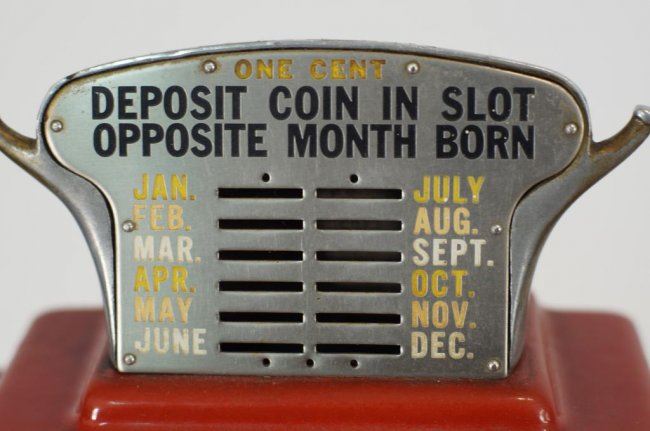 ONE CENT
DEPOSIT COIN IN SLOT
OPPOSITE MONTH BORN
JAN. JULY
FEB. AUG.
MAR. SEPT.
APR. OCT.
MAY NOV.
JUNE DEC.